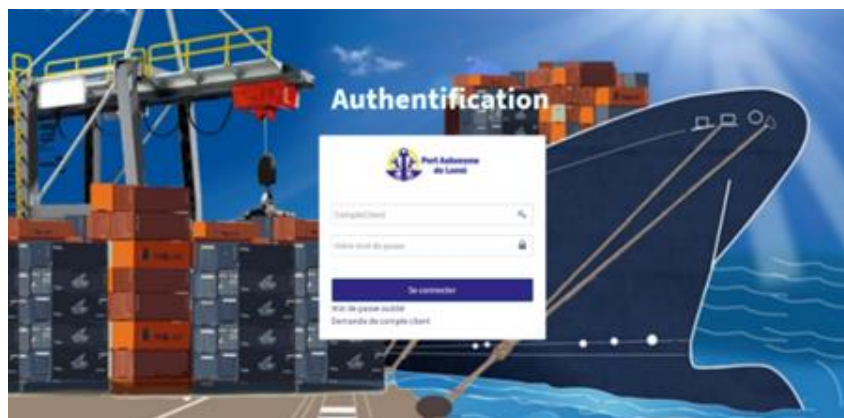 Authentification
Port Autonome
de Lomé
CompteClient
Votre mot de passe
Se connecter
Mot de passe oublié
Demande de compte client